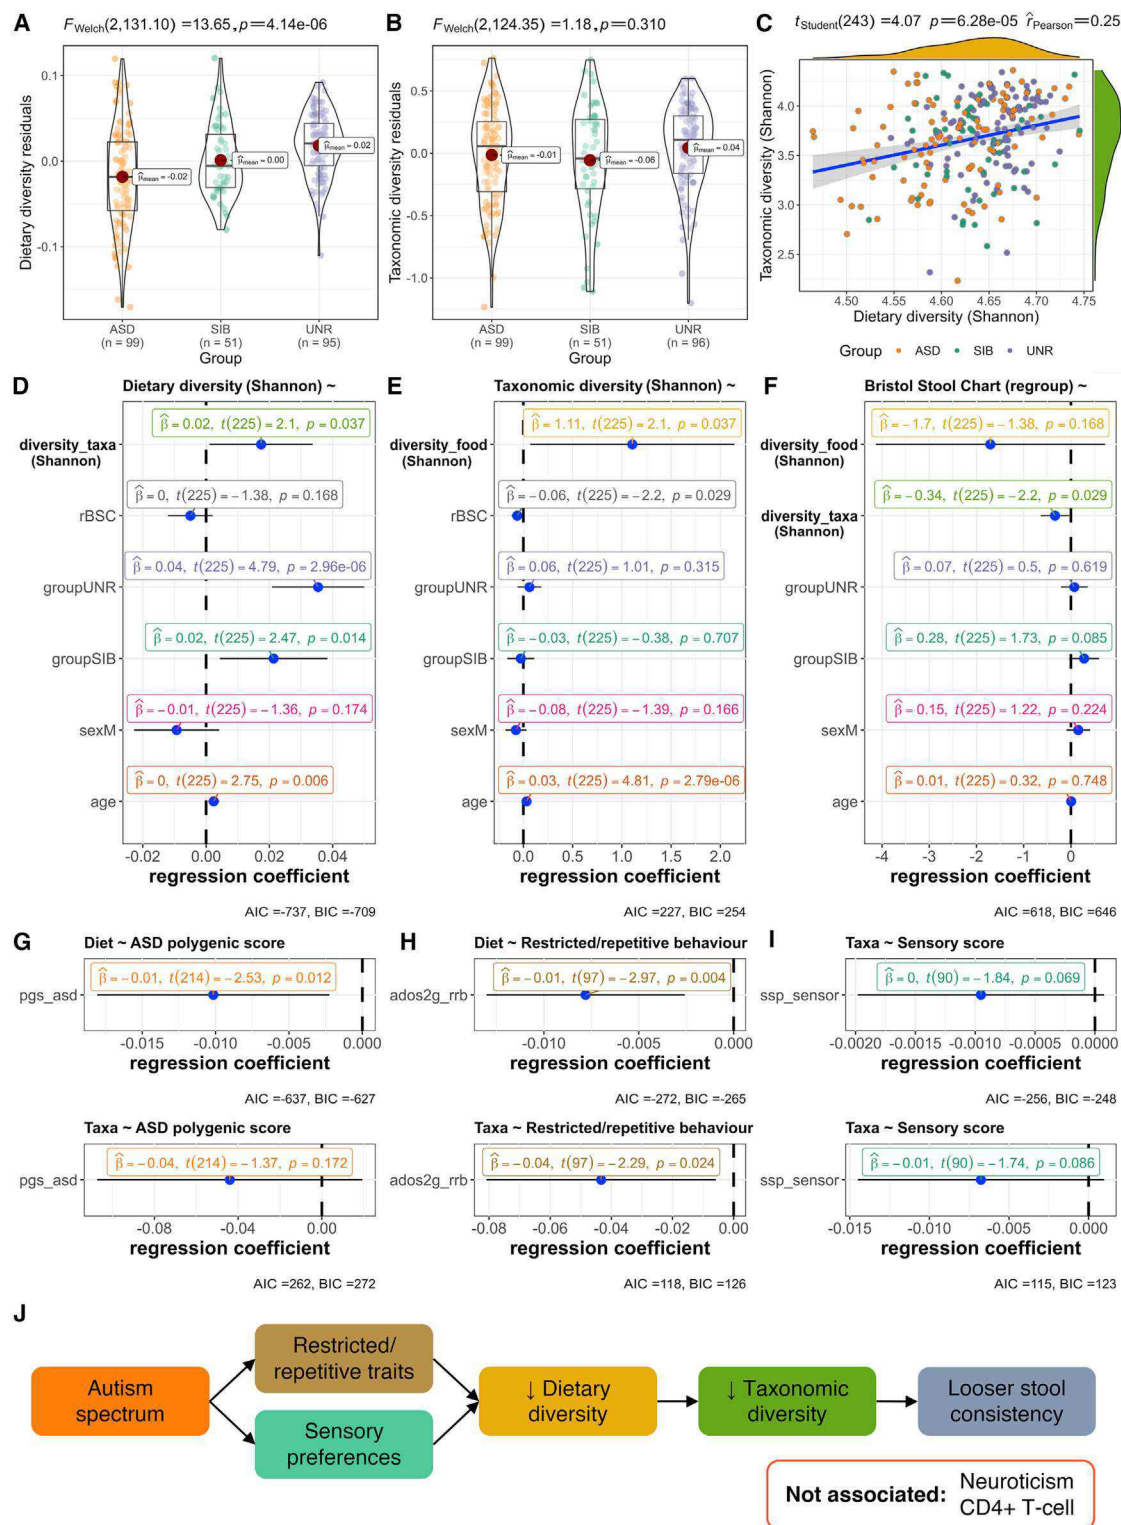 A
F_Welch(2,131.10) =13.65, p=4.14e-06
Dietary diversity residuals
0.1
0.0
-0.1
μ̂_mean = -0.02
μ̂_mean = 0.00
μ̂_mean = 0.02
ASD
(n = 99)
SIB
(n = 51)
UNR
(n = 95)
Group
B
F_Welch(2,124.35) =1.18, p=0.310
Taxonomic diversity residuals
0.5
0.0
-0.5
-1.0
μ̂_mean = -0.01
μ̂_mean = -0.06
μ̂_mean = 0.04
ASD
(n = 99)
SIB
(n = 51)
UNR
(n = 96)
Group
C
t_Student(243) =4.07 p=6.28e-05 r̂_Pearson=0.25
Taxonomic diversity (Shannon)
4.0
3.5
3.0
2.5
4.50 4.55 4.60 4.65 4.70 4.75
Dietary diversity (Shannon)
Group ASD SIB UNR
D
Dietary diversity (Shannon) ~
β̂ = 0.02, t(225) = 2.1, p = 0.037
diversity_taxa
(Shannon)
β̂ = 0, t(225) = −1.38, p = 0.168
rBSC
β̂ = 0.04, t(225) = 4.79, p = 2.96e-06
groupUNR
β̂ = 0.02, t(225) = 2.47, p = 0.014
groupSIB
β̂ = −0.01, t(225) = −1.36, p = 0.174
sexM
β̂ = 0, t(225) = 2.75, p = 0.006
age
-0.02 0.00 0.02 0.04
regression coefficient
AIC =-737, BIC =-709
E
Taxonomic diversity (Shannon) ~
β̂ = 1.11, t(225) = 2.1, p = 0.037
diversity_food
(Shannon)
β̂ = −0.06, t(225) = −2.2, p = 0.029
rBSC
β̂ = 0.06, t(225) = 1.01, p = 0.315
groupUNR
β̂ = −0.03, t(225) = −0.38, p = 0.707
groupSIB
β̂ = −0.08, t(225) = −1.39, p = 0.166
sexM
β̂ = 0.03, t(225) = 4.81, p = 2.79e-06
age
0.0 0.5 1.0 1.5 2.0
regression coefficient
AIC =227, BIC =254
F
Bristol Stool Chart (regroup) ~
β̂ = −1.7, t(225) = −1.38, p = 0.168
diversity_food
(Shannon)
β̂ = −0.34, t(225) = −2.2, p = 0.029
diversity_taxa
(Shannon)
β̂ = 0.07, t(225) = 0.5, p = 0.619
groupUNR
β̂ = 0.28, t(225) = 1.73, p = 0.085
groupSIB
β̂ = 0.15, t(225) = 1.22, p = 0.224
sexM
β̂ = 0.01, t(225) = 0.32, p = 0.748
age
-4 -3 -2 -1 0
regression coefficient
AIC =618, BIC =646
G
Diet ~ ASD polygenic score
β̂ = −0.01, t(214) = −2.53, p = 0.012
pgs_asd
-0.015 -0.010 -0.005 0.000
regression coefficient
AIC =-637, BIC =-627
Taxa ~ ASD polygenic score
β̂ = −0.04, t(214) = −1.37, p = 0.172
pgs_asd
-0.08 -0.04 0.00
regression coefficient
AIC =262, BIC =272
H
Diet ~ Restricted/repetitive behaviour
β̂ = −0.01, t(97) = −2.97, p = 0.004
ados2g_rrb
-0.010 -0.005 0.000
regression coefficient
AIC =-272, BIC =-265
Taxa ~ Restricted/repetitive behaviour
β̂ = −0.04, t(97) = −2.29, p = 0.024
ados2g_rrb
-0.08 -0.06 -0.04 -0.02 0.00
regression coefficient
AIC =118, BIC =126
I
Taxa ~ Sensory score
β̂ = 0, t(90) = −1.84, p = 0.069
ssp_sensor
-0.0020 -0.0015 -0.0010 -0.0005 0.0000
regression coefficient
AIC =-256, BIC =-248
Taxa ~ Sensory score
β̂ = −0.01, t(90) = −1.74, p = 0.086
ssp_sensor
-0.015 -0.010 -0.005 0.000
regression coefficient
AIC =115, BIC =123
J
Autism
spectrum
Restricted/
repetitive traits
Sensory
preferences
↓ Dietary
diversity
↓ Taxonomic
diversity
Looser stool
consistency
Not associated: Neuroticism
CD4+ T-cell